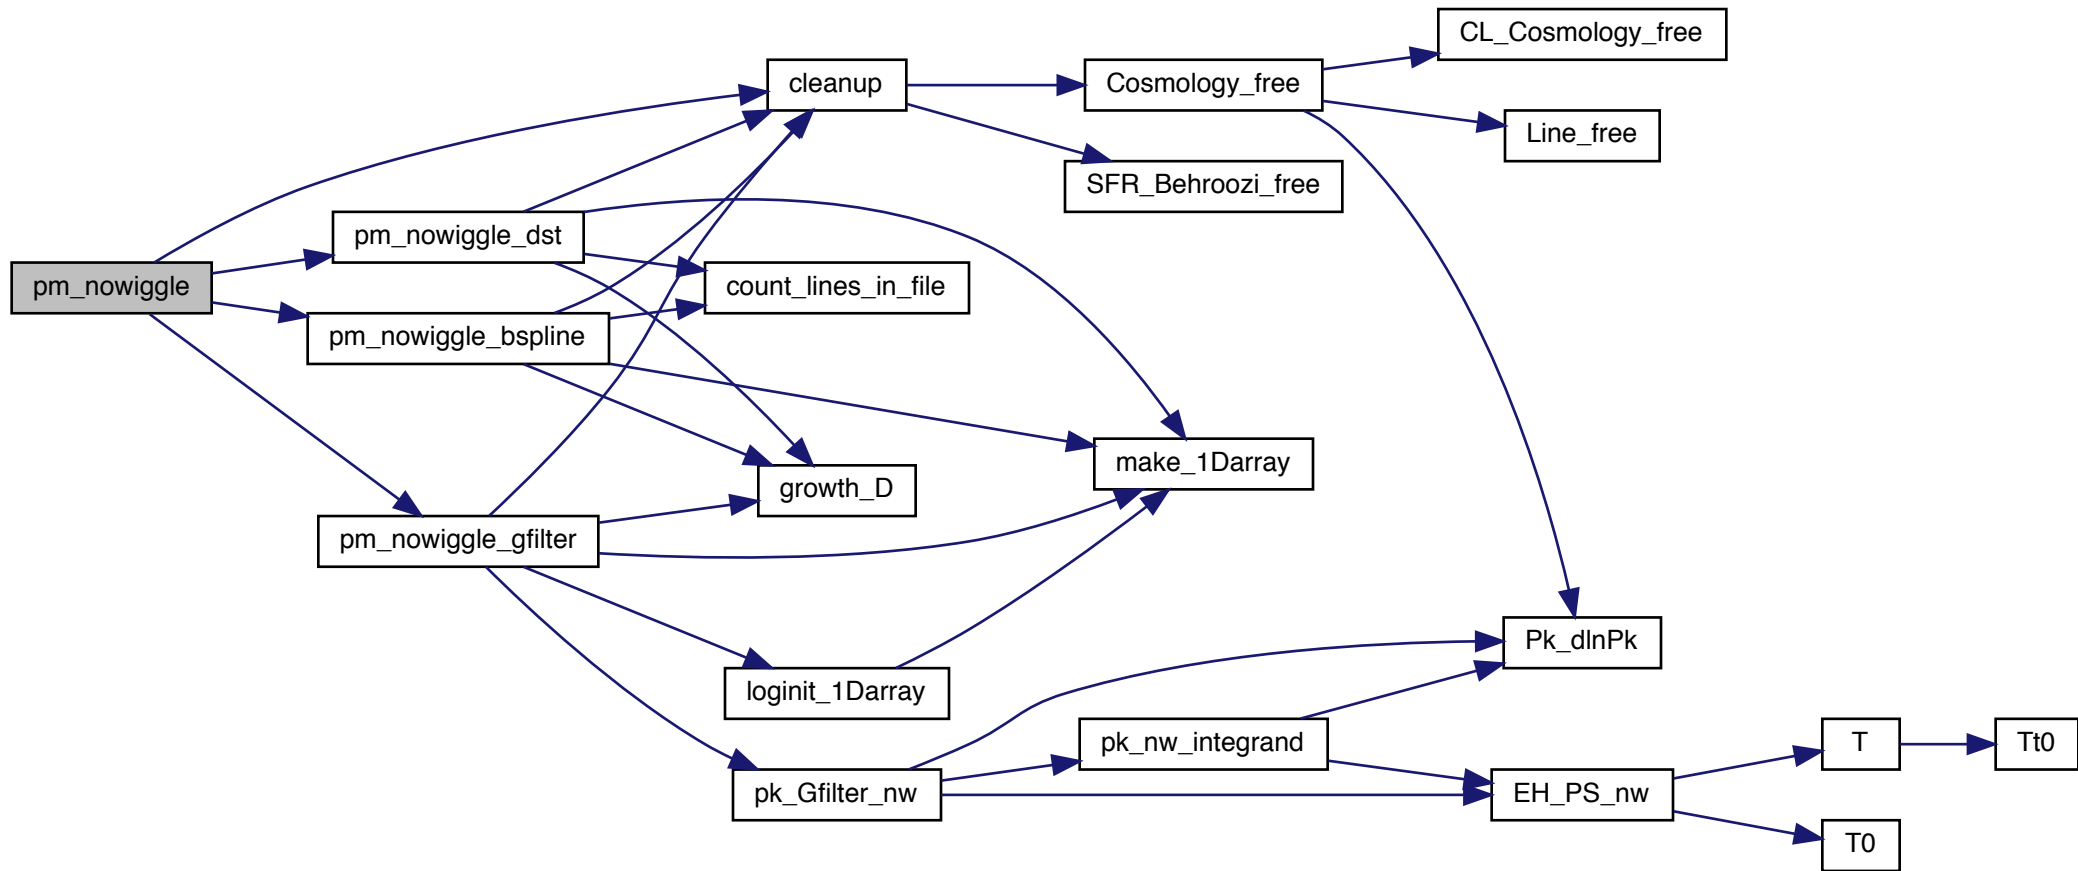 CL_Cosmology_free
cleanup
Cosmology_free
Line_free
SFR_Behroozi_free
pm_nowiggle_dst
pm_nowiggle
count_lines_in_file
pm_nowiggle_bspline
make_1Darray
growth_D
pm_nowiggle_gfilter
Pk_dlnPk
loginit_1Darray
pk_nw_integrand
T
Tt0
pk_Gfilter_nw
EH_PS_nw
T0